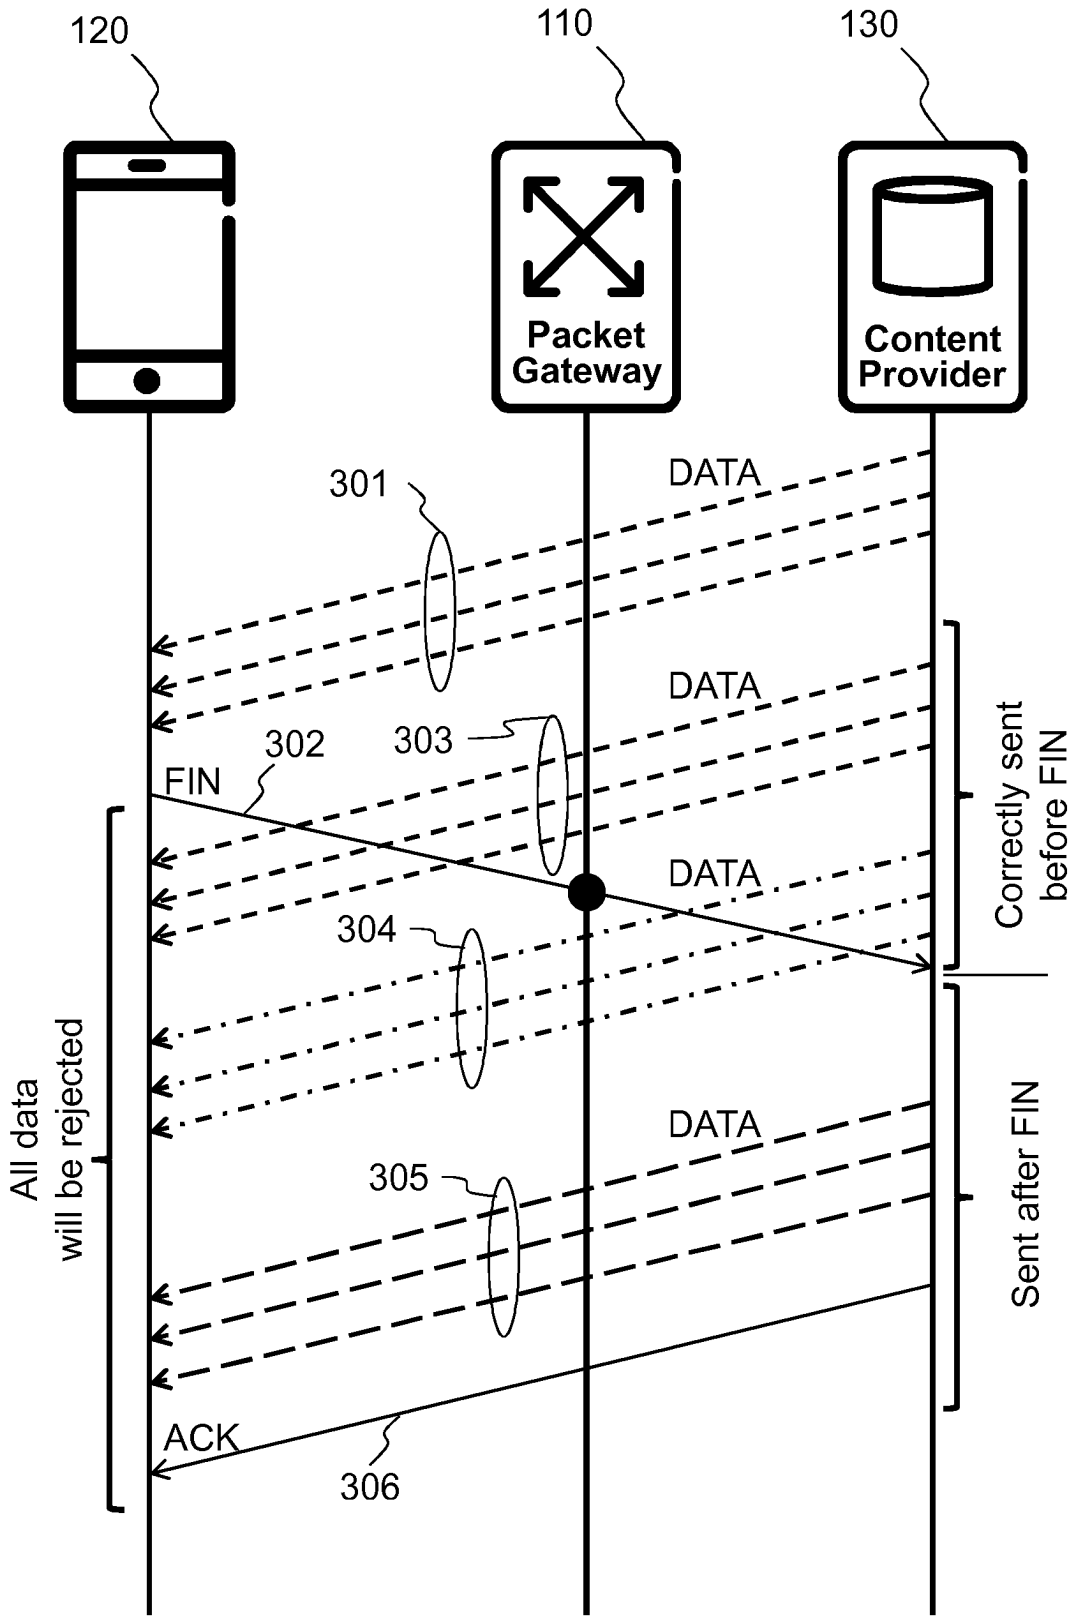 120
110
130
Packet
Gateway
Content
Provider
DATA
301
DATA
303
302
FIN
Correctly sent
before FIN
DATA
304
All data
will be rejected
DATA
305
Sent after FIN
ACK
306